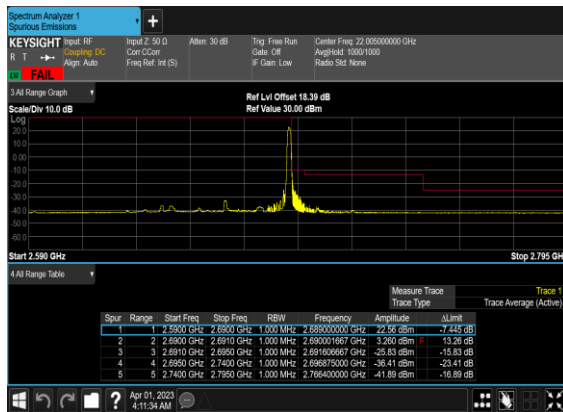 Spectrum Analyzer 1
Spurious Emissions
KEYSIGHT Input: RF Input Z: 50 Ω Atten: 30 dB Trig: Free Run Center Freq: 22.005000000 GHz
R T Coupling: DC Corr CCorr Gate: Off Avg|Hold: 1000/1000
Align: Auto Freq Ref: Int (S) IF Gain: Low Radio Std: None
FAIL
3 All Range Graph
Ref Lvl Offset 18.39 dB
Scale/Div 10.0 dB Ref Value 30.00 dBm
Log
20.0
10.0
0.00
-10.0
-20.0
-30.0
-40.0
-50.0
-60.0
Start 2.590 GHz Stop 2.795 GH
4 All Range Table
Measure Trace Trace 1
Trace Type Trace Average (Active)
Spur Range Start Freq Stop Freq RBW Frequency Amplitude ΔLimit
1 1 2.5900 GHz 2.6900 GHz 1.000 MHz 2.689000000 GHz 22.56 dBm -7.445 dB
2 2 2.6900 GHz 2.6910 GHz 1.000 MHz 2.690001667 GHz 3.260 dBm F 13.26 dB
3 3 2.6910 GHz 2.6950 GHz 1.000 MHz 2.691606667 GHz -25.83 dBm -15.83 dB
4 4 2.6950 GHz 2.7400 GHz 1.000 MHz 2.696875000 GHz -36.41 dBm -23.41 dB
5 5 2.7400 GHz 2.7950 GHz 1.000 MHz 2.766400000 GHz -41.89 dBm -16.89 dB
Apr 01, 2023
4:11:34 AM